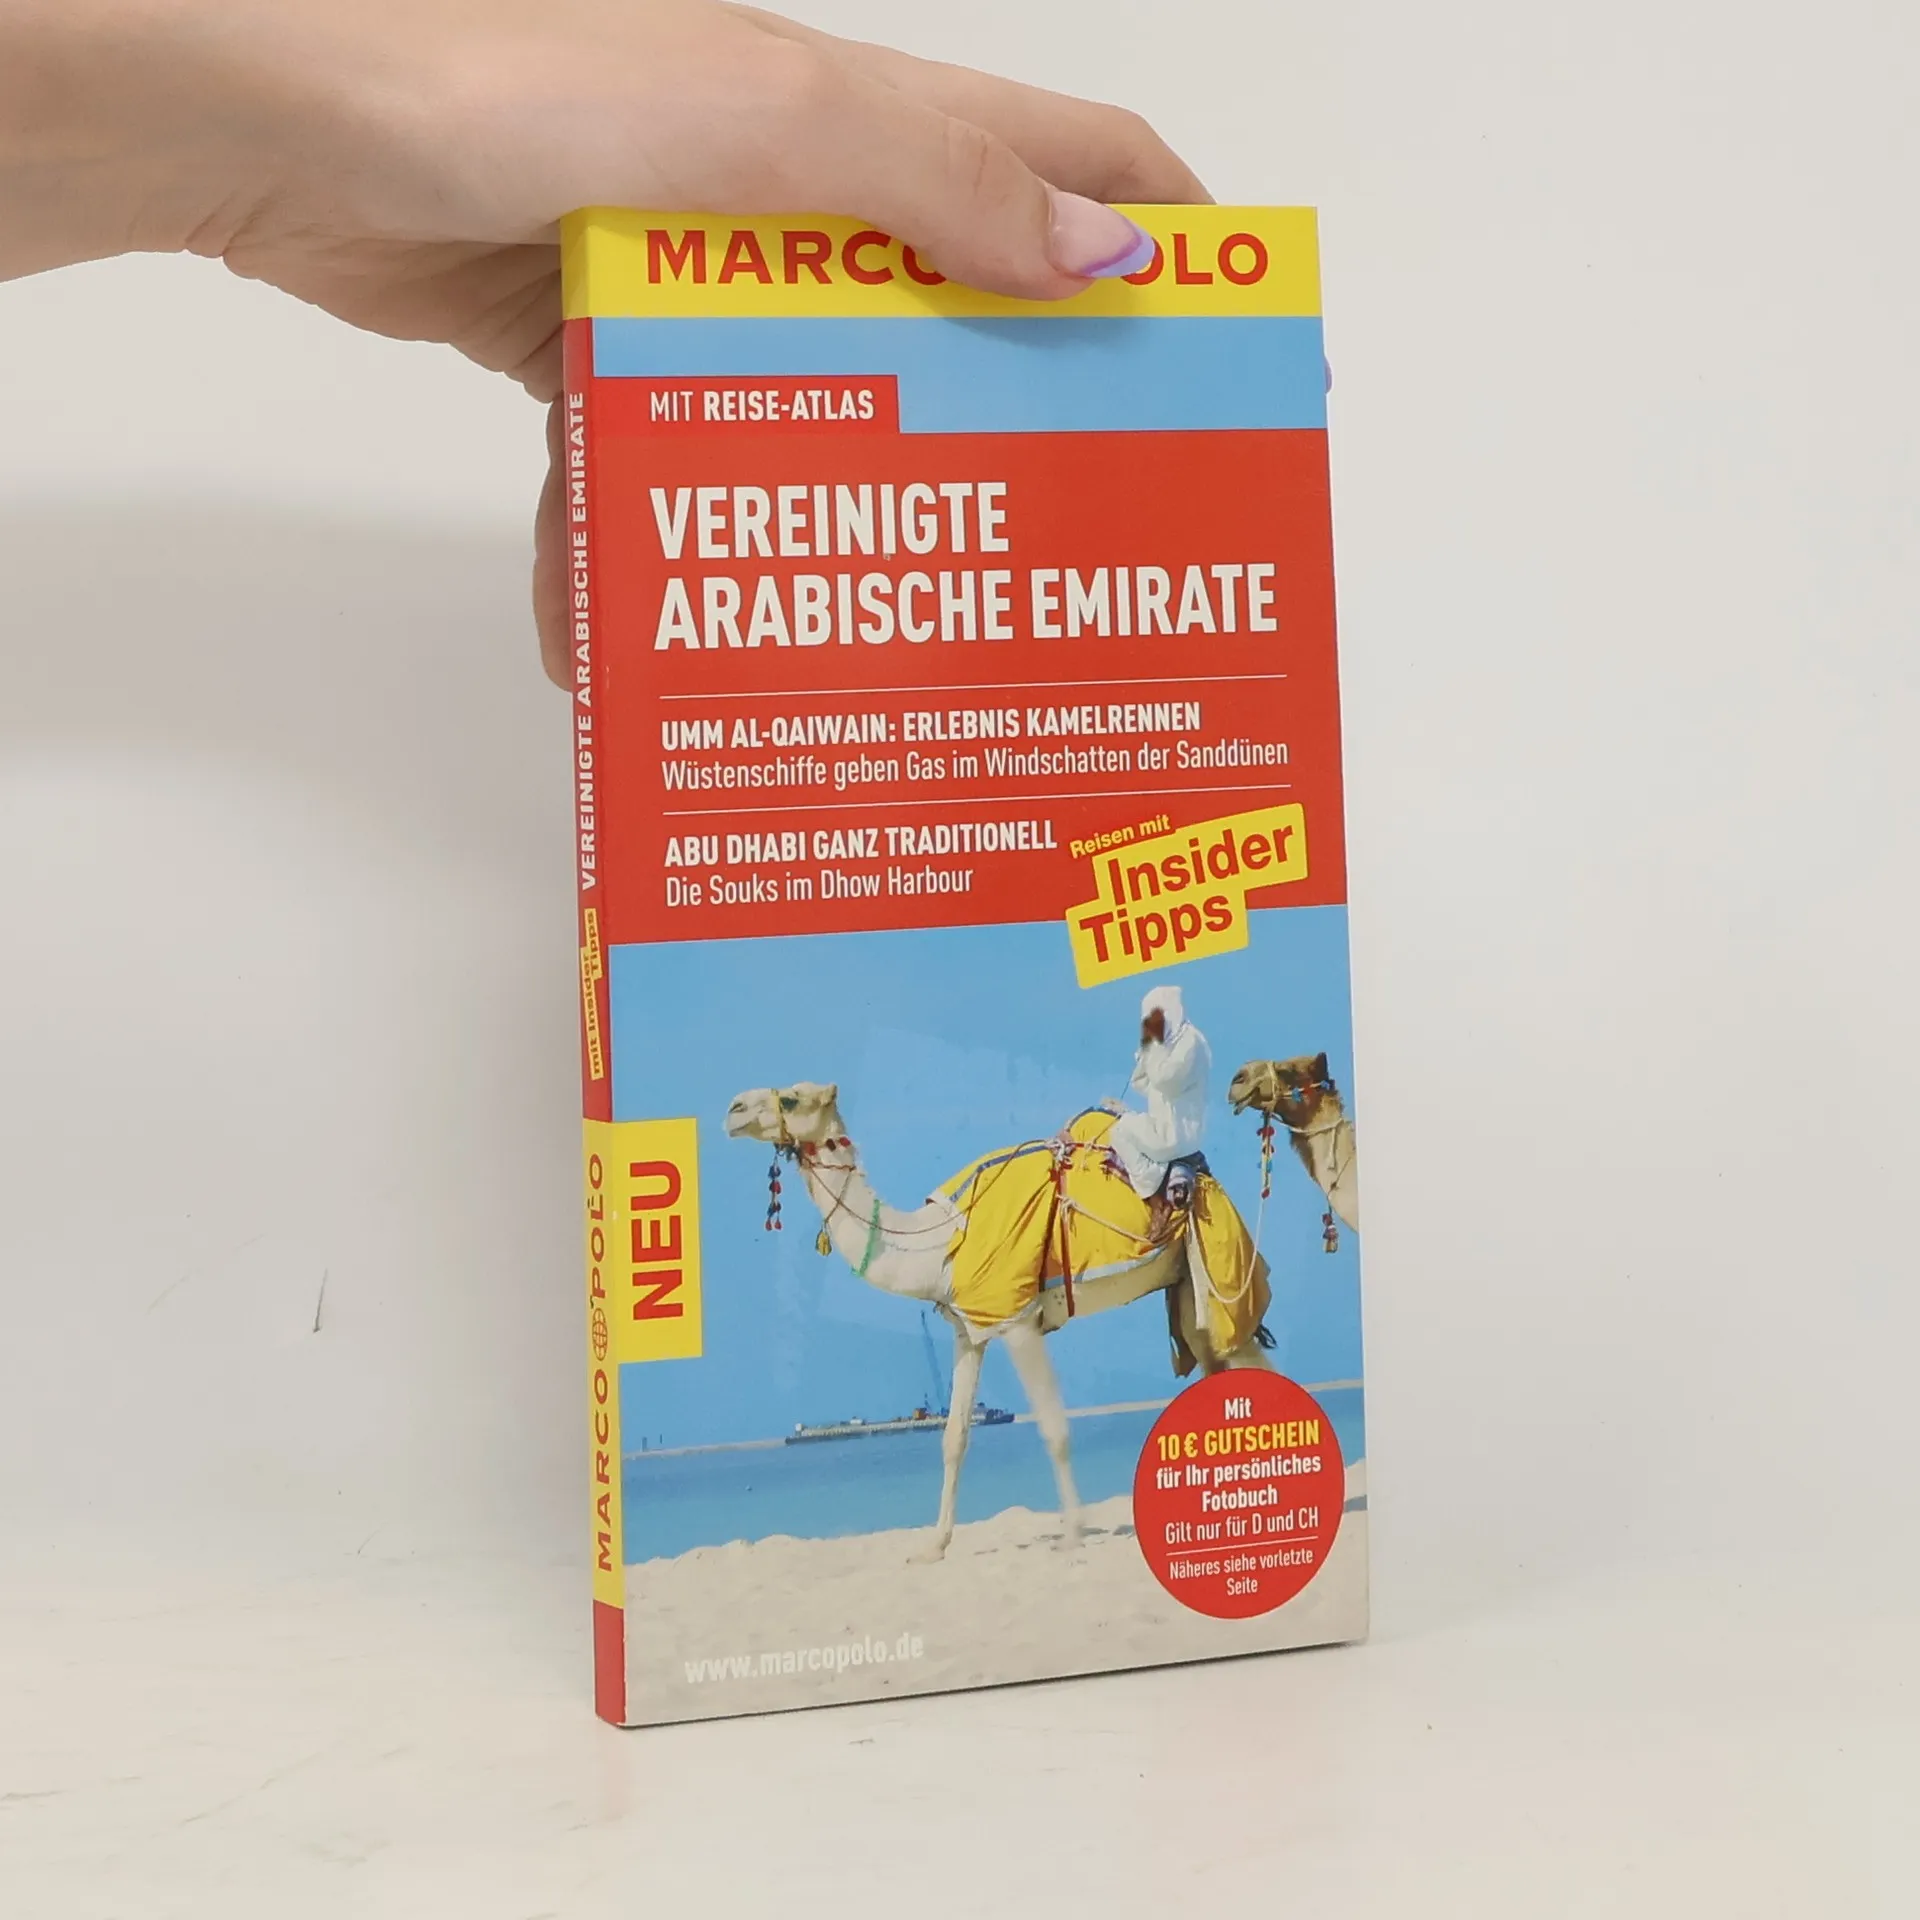 MARCO POLO
MIT REISE-ATLAS
VEREINIGTE
ARABISCHE EMIRATE
UMM AL-QAIWAIN: ERLEBNIS KAMELRENNEN
Wüstenschiffe geben Gas im Windschatten der Sanddünen
ABU DHABI GANZ TRADITIONELL
Die Souks im Dhow Harbour
Reisen mit
Insider
Tipps
NEU
Mit
10 € GUTSCHEIN
für Ihr persönliches
Fotobuch
Gilt nur für D und CH
Näheres siehe vorletzte
Seite
www.marcopolo.de
VEREINIGTE ARABISCHE EMIRATE
mit Insider
Tipps
MARCO POLO